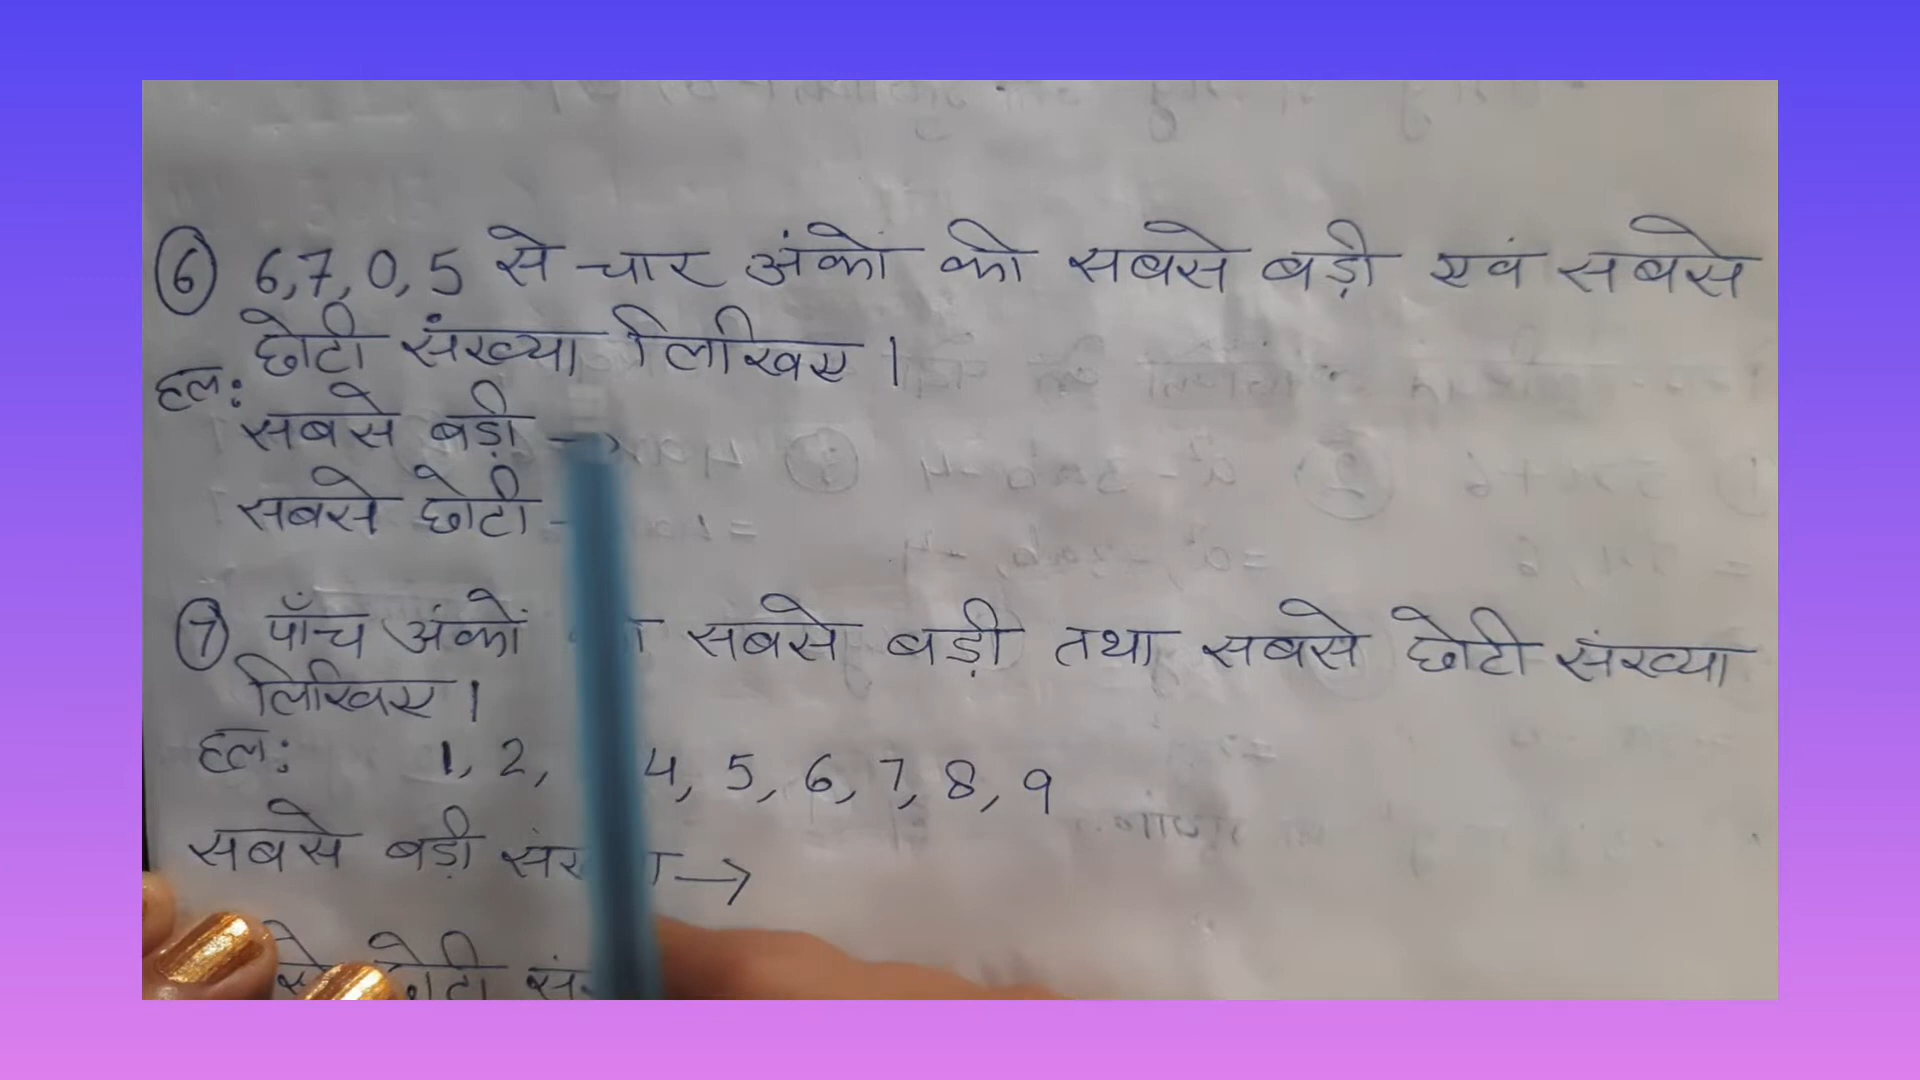 ⑥ 6,7,0,5 से चार अंकों की सबसे बड़ी एवं सबसे
छोटी संख्या लिखिए।
हल:
सबसे बड़ी →
सबसे छोटी -
⑦ पाँच अंकों सबसे बड़ी तथा सबसे छोटी संख्या
लिखिए।
हल: 1, 2, 4, 5, 6, 7, 8, 9
सबसे बड़ी →